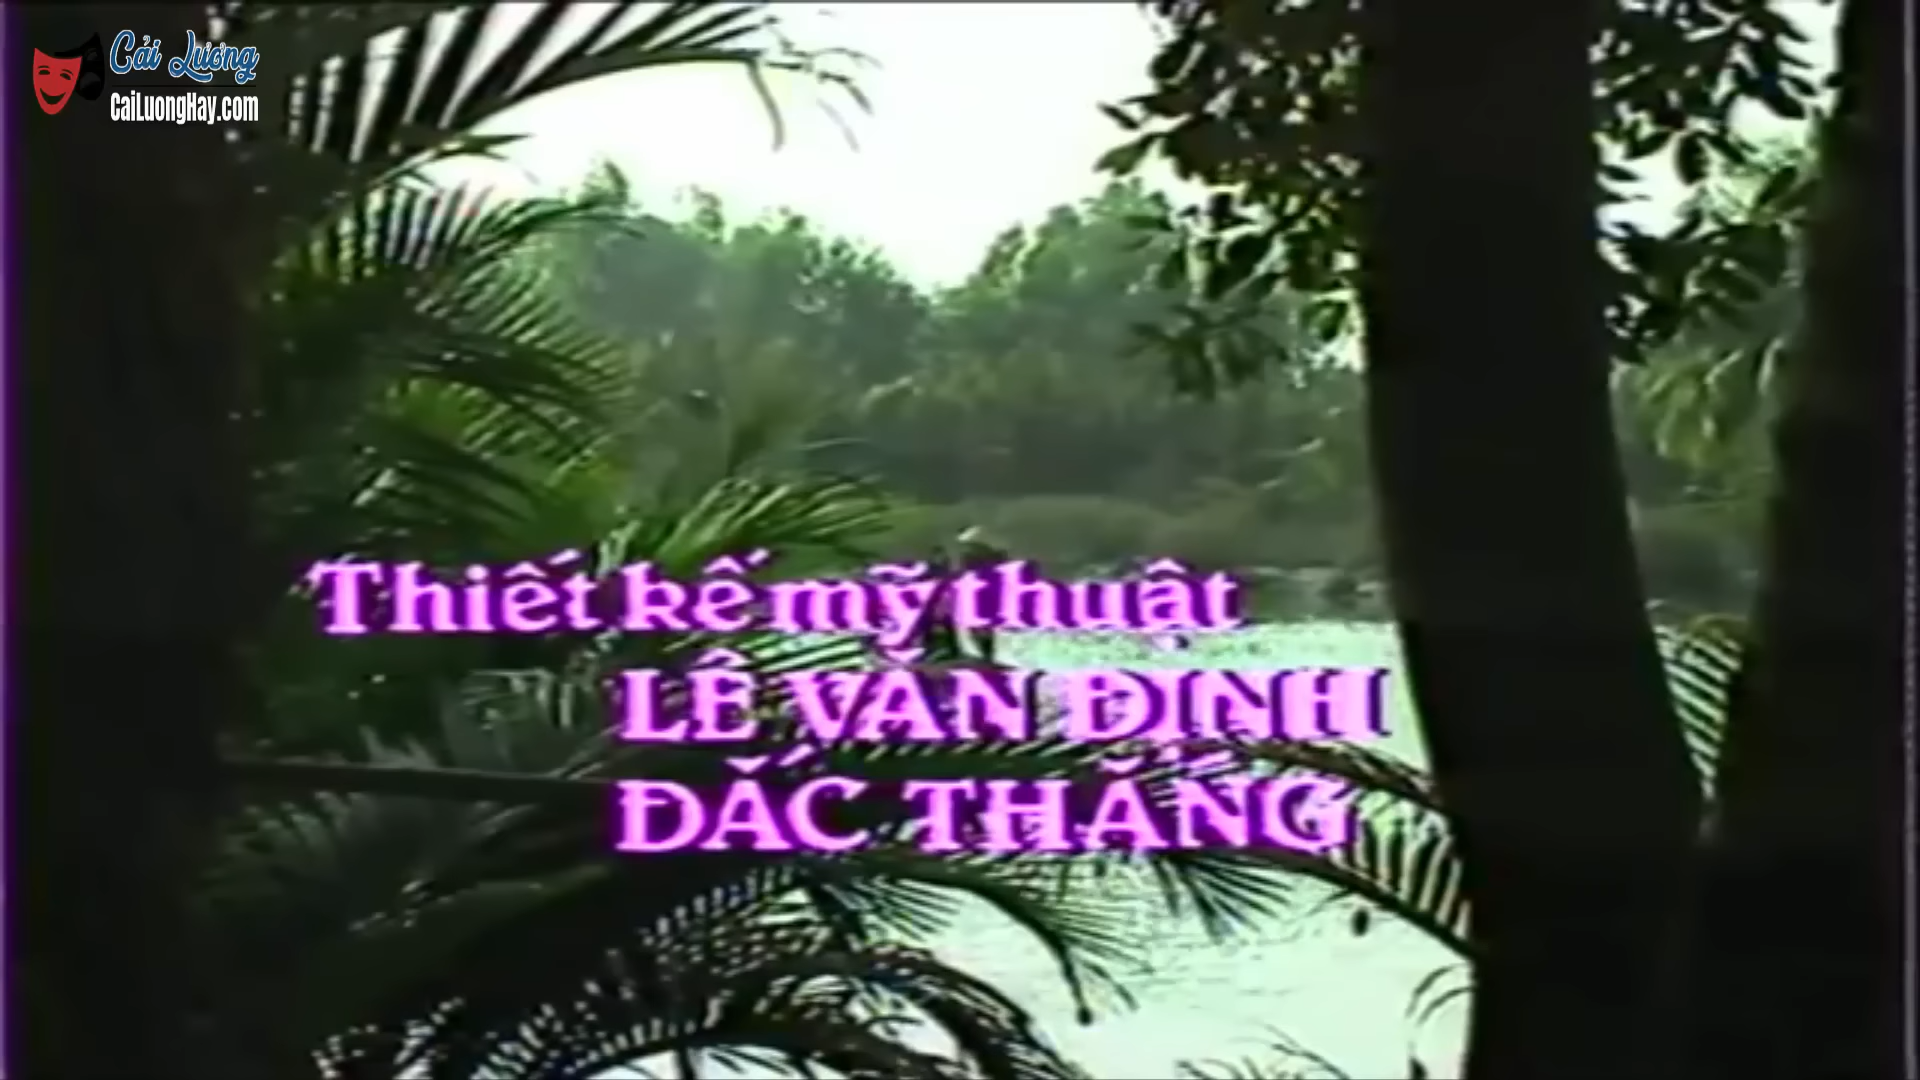 Cải Lương
CaiLuongHay.com
Thiết kế mỹ thuật
LÊ VĂN ĐỊNH
ĐẮC THẮNG